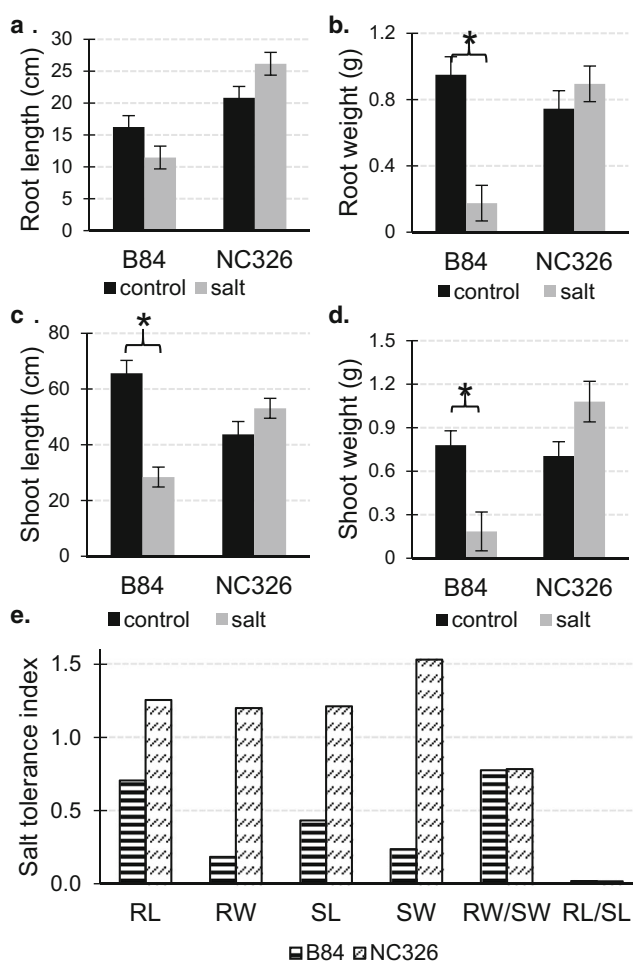 a .
Root length (cm)
30
25
20
15
10
5
0
B84 NC326
control salt
b.
Root weight (g)
1.2
0.8
0.4
0
*
B84 NC326
control salt
c .
Shoot length (cm)
80
60
40
20
0
*
B84 NC326
control salt
d.
Shoot weight (g)
1.5
1.2
0.9
0.6
0.3
0
*
B84 NC326
control salt
e.
Salt tolerance index
1.5
1.0
0.5
0.0
RL RW SL SW RW/SW RL/SL
B84 NC326